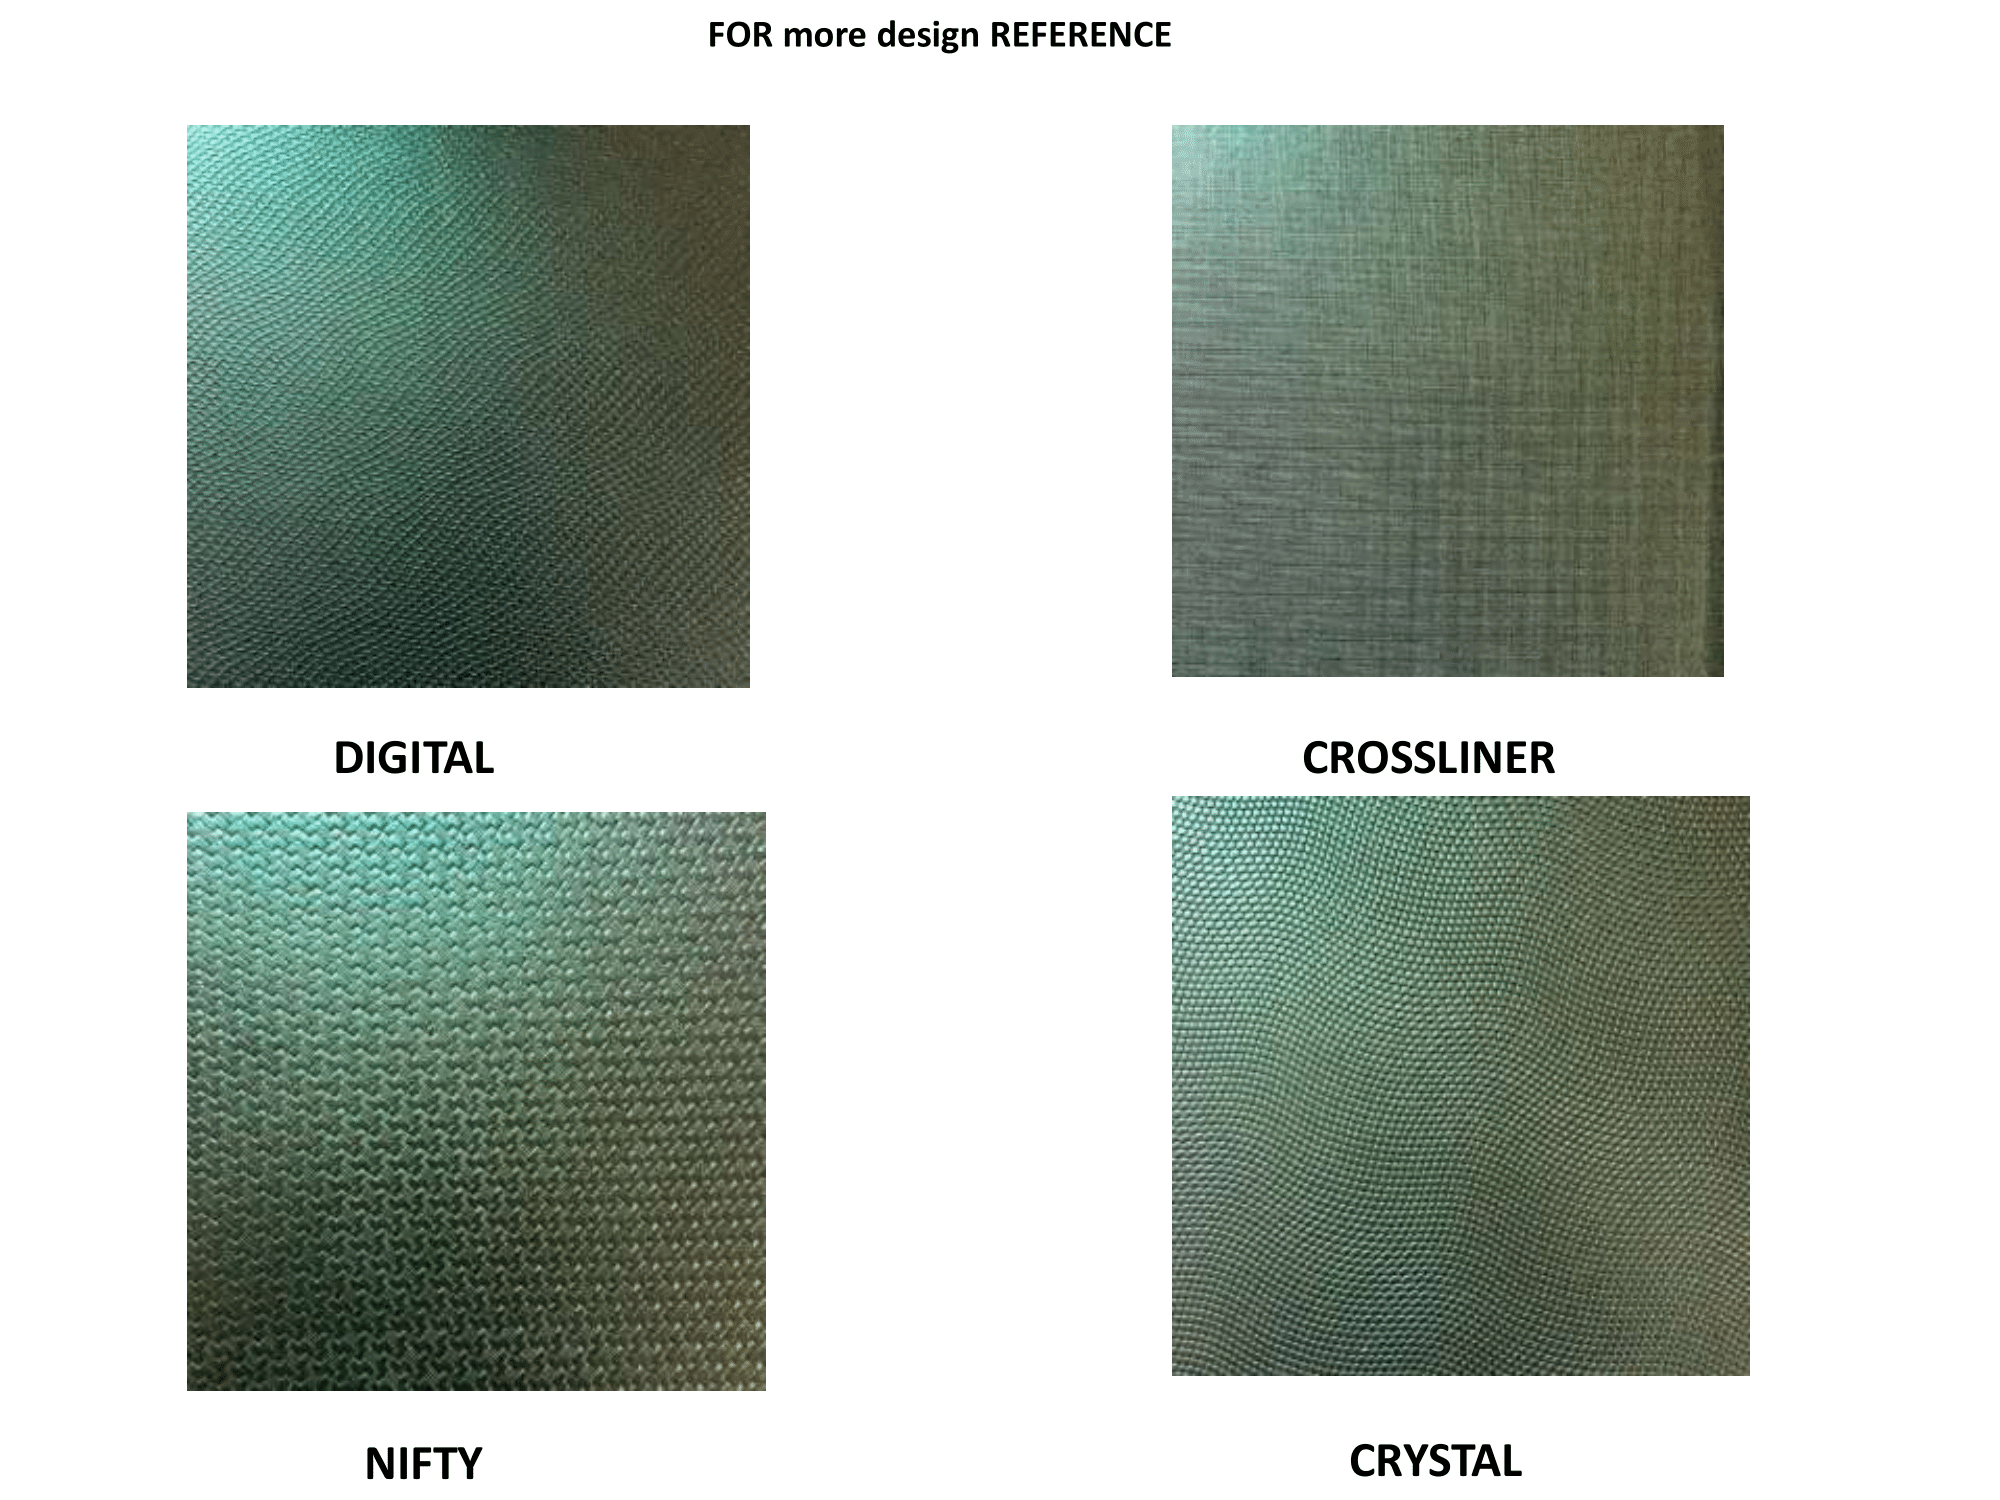 FOR more design REFERENCE
DIGITAL
CROSSLINER
NIFTY
CRYSTAL